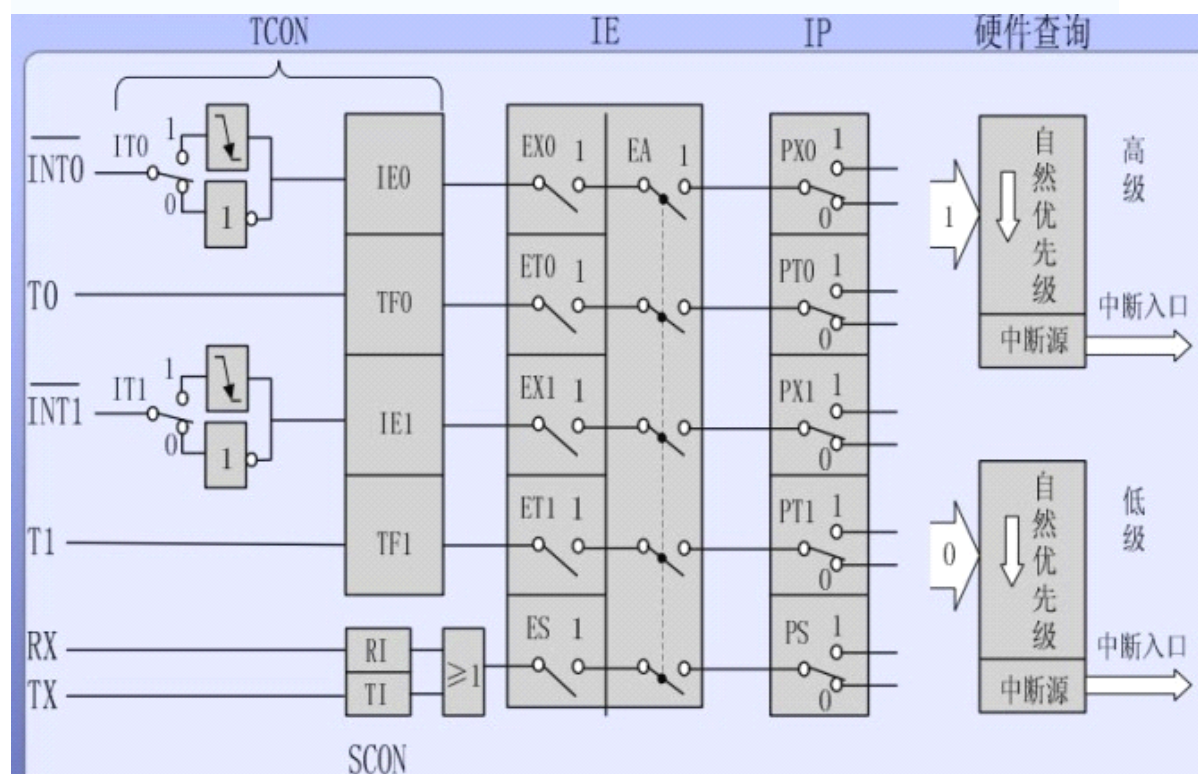 TCON IE IP 硬件查询
INT0 IT0 1 0 1 IE0 EX0 1 EA 1 PX0 1 0 1 自然优先级 高级
T0 TF0 ET0 1 PT0 1 0 中断源 中断入口
INT1 IT1 1 0 1 IE1 EX1 1 PX1 1 0
T1 TF1 ET1 1 PT1 1 0 0 自然优先级 低级
RX RI ≥1 ES 1 PS 1 0 中断入口
TX TI 中断源
SCON